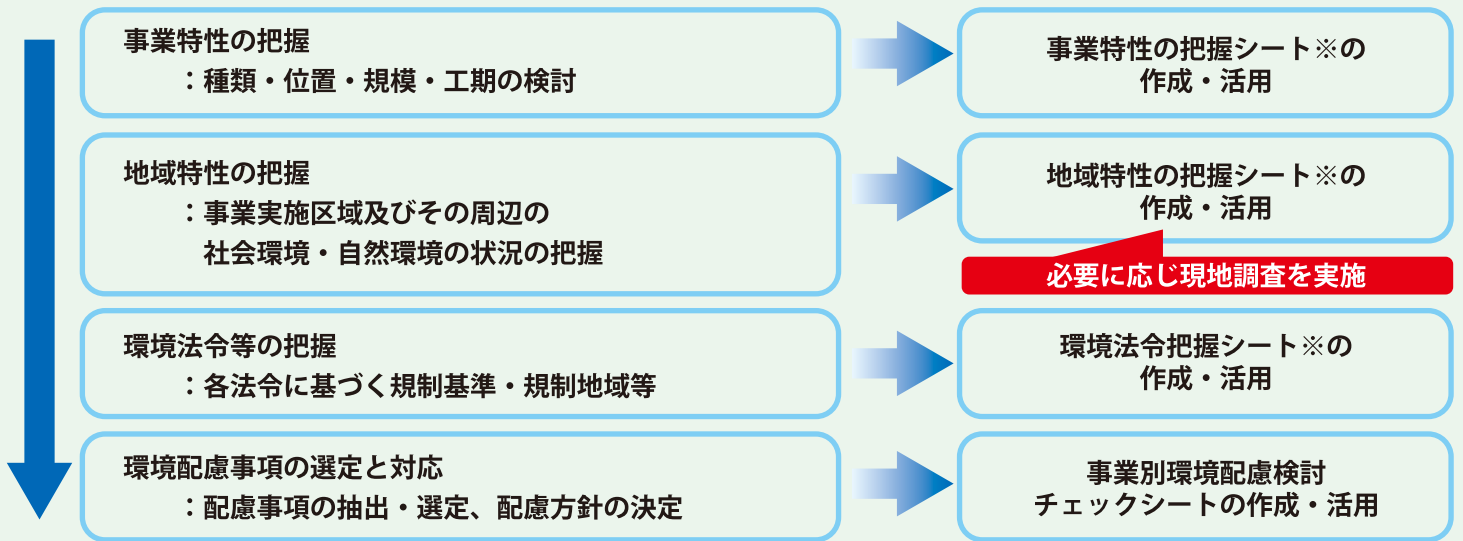 事業特性の把握
：種類・位置・規模・工期の検討
事業特性の把握シート※の
作成・活用
地域特性の把握
：事業実施区域及びその周辺の
社会環境・自然環境の状況の把握
地域特性の把握シート※の
作成・活用
必要に応じ現地調査を実施
環境法令等の把握
：各法令に基づく規制基準・規制地域等
環境法令把握シート※の
作成・活用
環境配慮事項の選定と対応
：配慮事項の抽出・選定、配慮方針の決定
事業別環境配慮検討
チェックシートの作成・活用